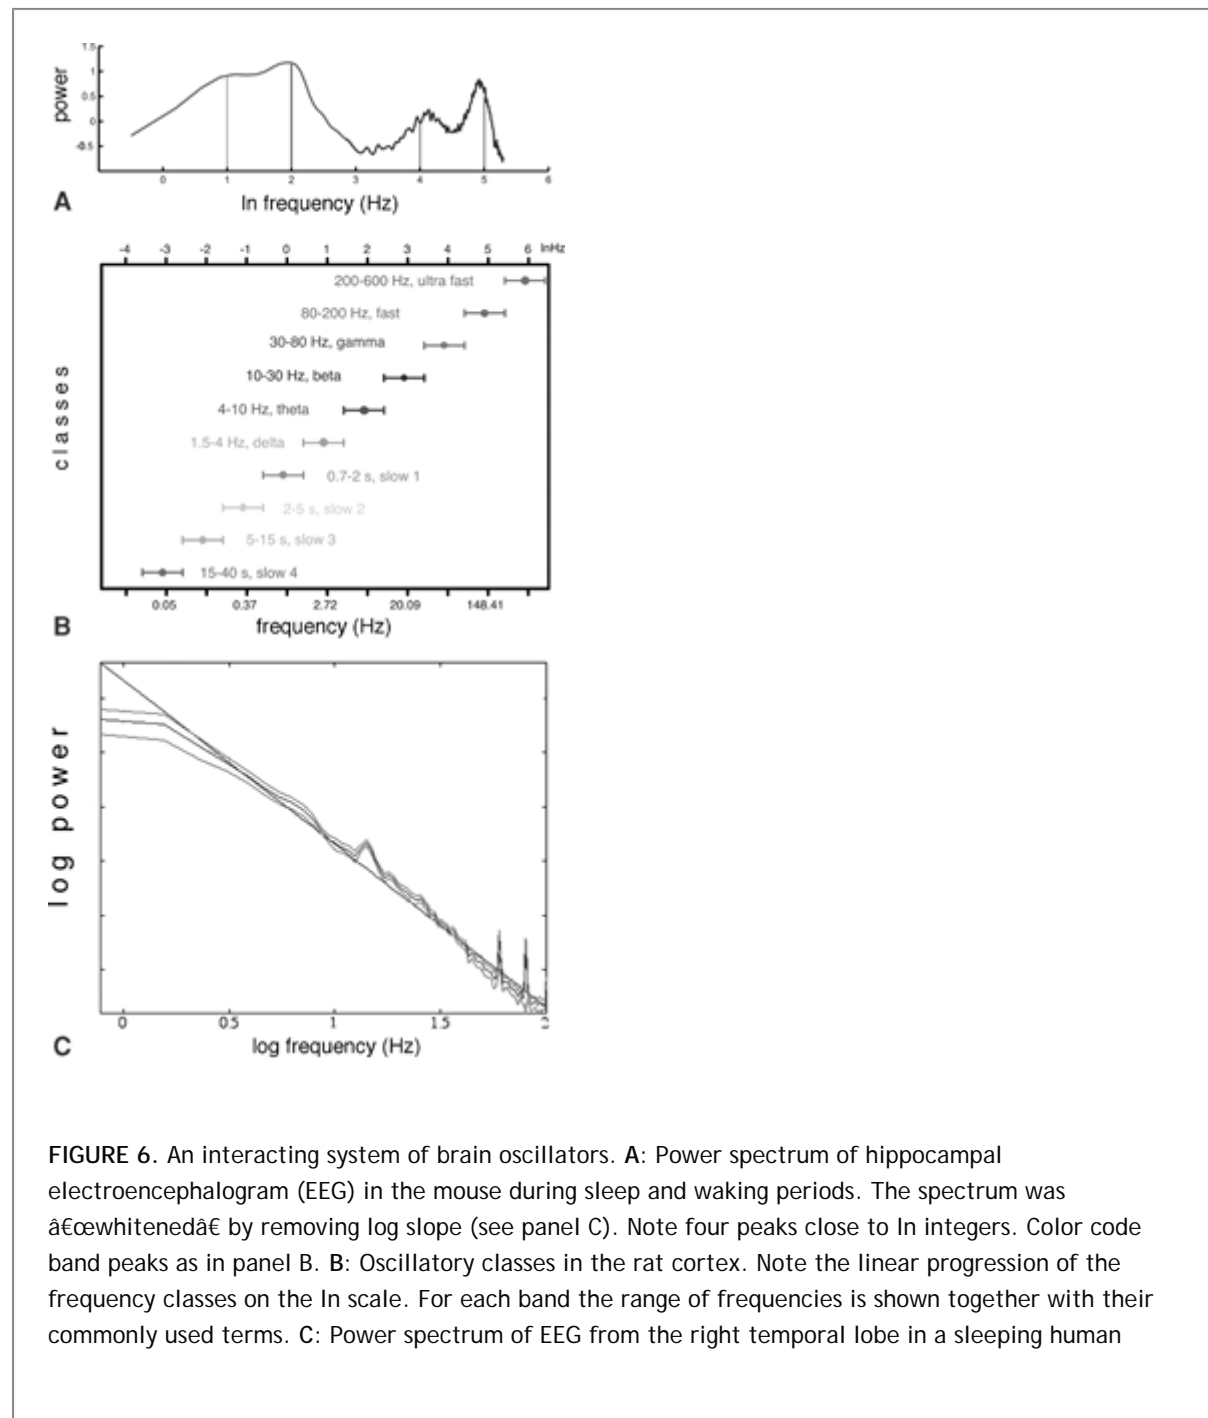 1.5
1
0.5
0
-0.5
power
0 1 2 3 4 5 6
A
ln frequency (Hz)
-4 -3 -2 -1 0 1 2 3 4 5 6 lnHz
200-600 Hz, ultra fast
80-200 Hz, fast
30-80 Hz, gamma
10-30 Hz, beta
4-10 Hz, theta
1.5-4 Hz, delta
0.7-2 s, slow 1
2-5 s, slow 2
5-15 s, slow 3
15-40 s, slow 4
classes
0.05 0.37 2.72 20.09 148.41
B
frequency (Hz)
log power
0 0.5 1 1.5 2
C
log frequency (Hz)
FIGURE 6. An interacting system of brain oscillators. A: Power spectrum of hippocampal
electroencephalogram (EEG) in the mouse during sleep and waking periods. The spectrum was
â€œwhitenedâ€ by removing log slope (see panel C). Note four peaks close to ln integers. Color code
band peaks as in panel B. B: Oscillatory classes in the rat cortex. Note the linear progression of the
frequency classes on the ln scale. For each band the range of frequencies is shown together with their
commonly used terms. C: Power spectrum of EEG from the right temporal lobe in a sleeping human